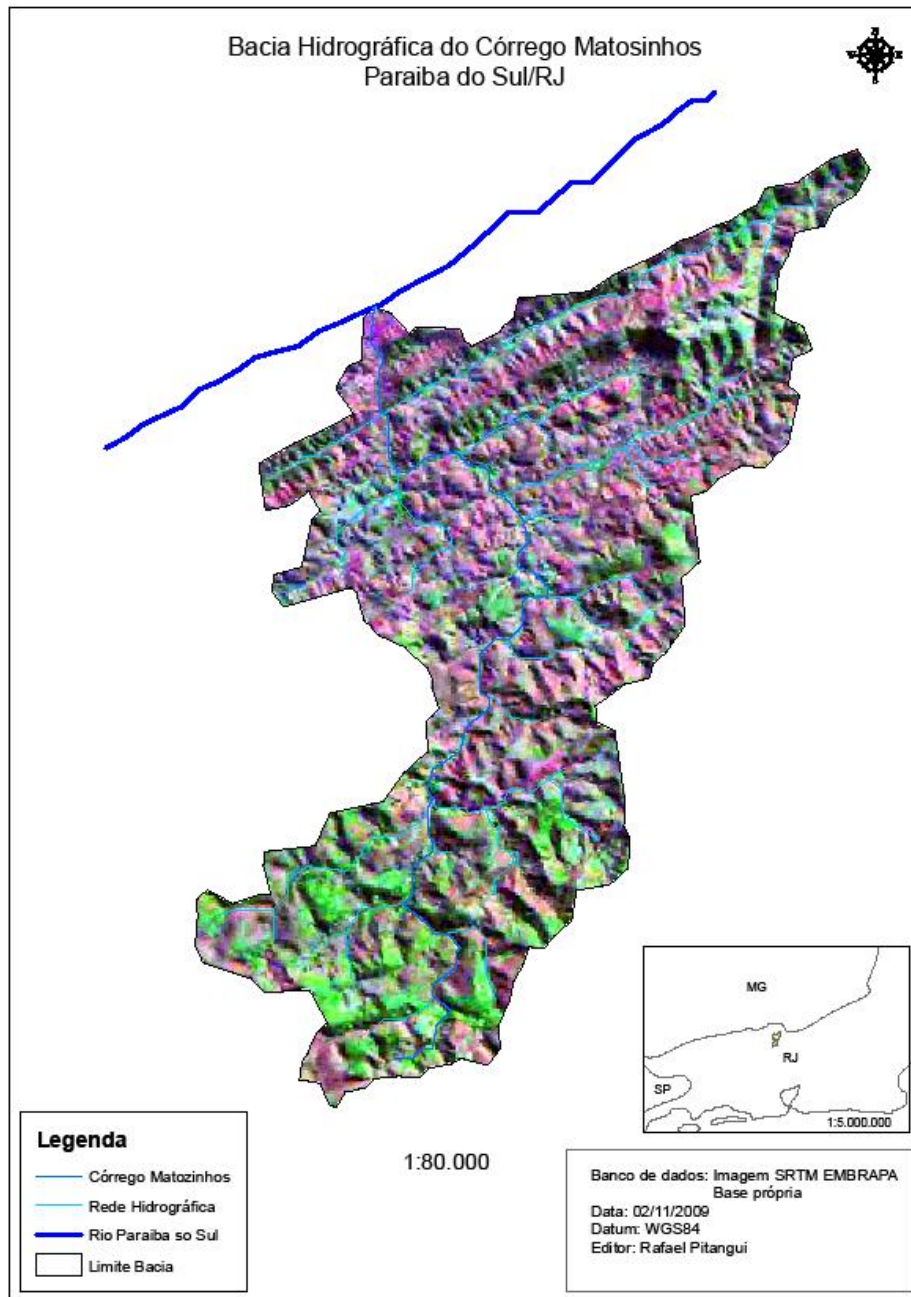 Bacia Hidrográfica do Córrego Matosinhos
Paraiba do Sul/RJ
N
W
E
S
MG
RJ
SP
1:5.000.000
Legenda
Córrego Matozinhos
Rede Hidrográfica
Rio Paraiba so Sul
Limite Bacia
1:80.000
Banco de dados: Imagem SRTM EMBRAPA
Base própria
Data: 02/11/2009
Datum: WGS84
Editor: Rafael Pitangui